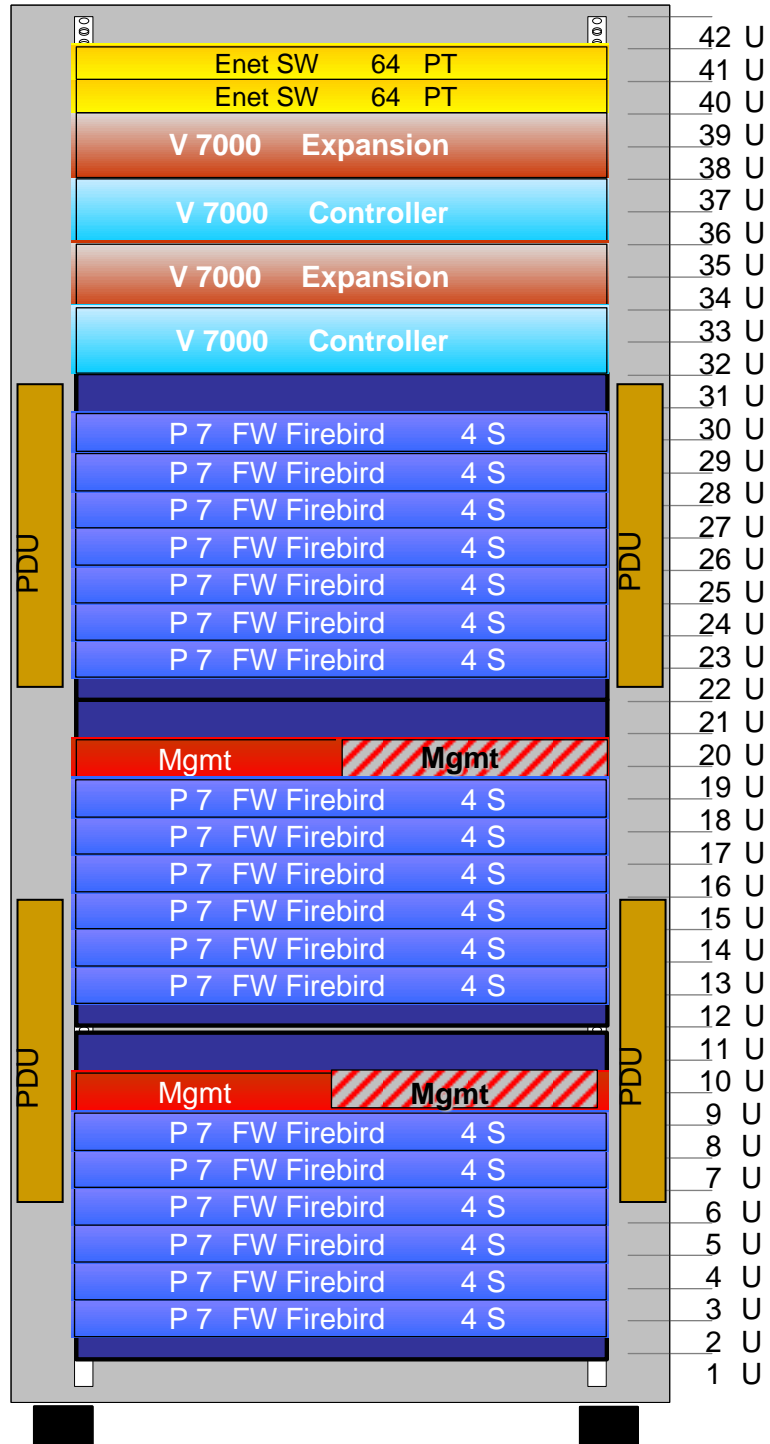 42 U
Enet SW 64 PT
41 U
Enet SW 64 PT
40 U
V 7000 Expansion
39 U
38 U
V 7000 Controller
37 U
36 U
V 7000 Expansion
35 U
34 U
V 7000 Controller
33 U
32 U
31 U
P 7 FW Firebird 4 S
30 U
P 7 FW Firebird 4 S
29 U
P 7 FW Firebird 4 S
28 U
P 7 FW Firebird 4 S
27 U
PDU
PDU
26 U
P 7 FW Firebird 4 S
25 U
P 7 FW Firebird 4 S
24 U
P 7 FW Firebird 4 S
23 U
22 U
21 U
Mgmt Mgmt
20 U
P 7 FW Firebird 4 S
19 U
P 7 FW Firebird 4 S
18 U
P 7 FW Firebird 4 S
17 U
16 U
P 7 FW Firebird 4 S
15 U
P 7 FW Firebird 4 S
14 U
P 7 FW Firebird 4 S
13 U
12 U
11 U
PDU
PDU
Mgmt Mgmt
10 U
9 U
P 7 FW Firebird 4 S
8 U
P 7 FW Firebird 4 S
7 U
P 7 FW Firebird 4 S
6 U
P 7 FW Firebird 4 S
5 U
P 7 FW Firebird 4 S
4 U
P 7 FW Firebird 4 S
3 U
2 U
1 U